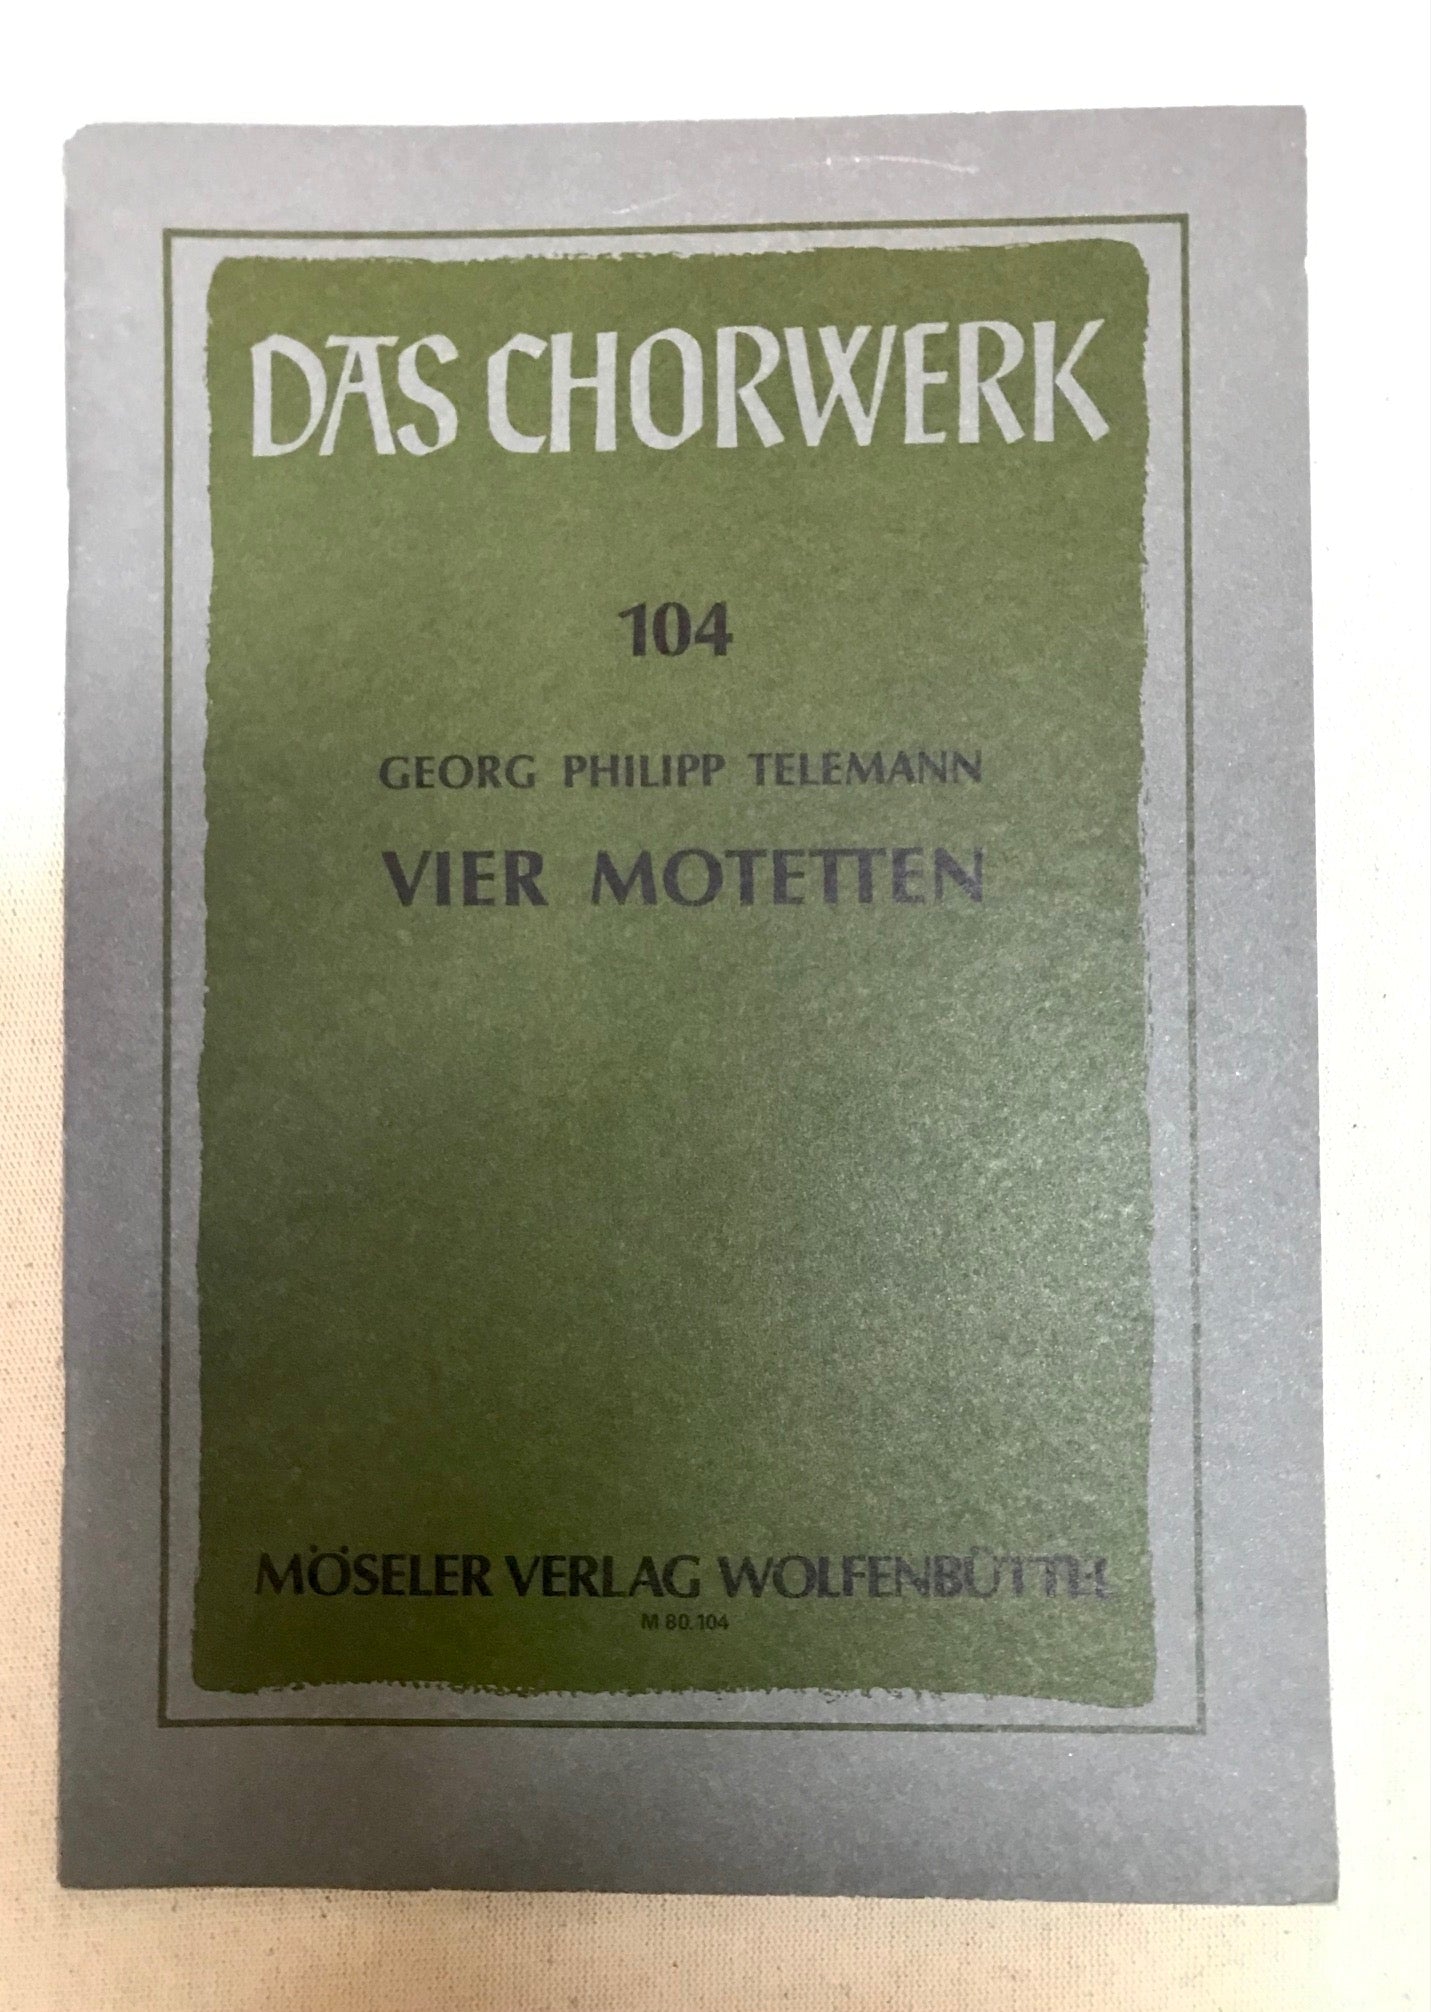 DAS CHORWERK
104
GEORG PHILIPP TELEMANN
VIER MOTETTEN
MÖSELER VERLAG WOLFENBÜTTEL
M 80.104